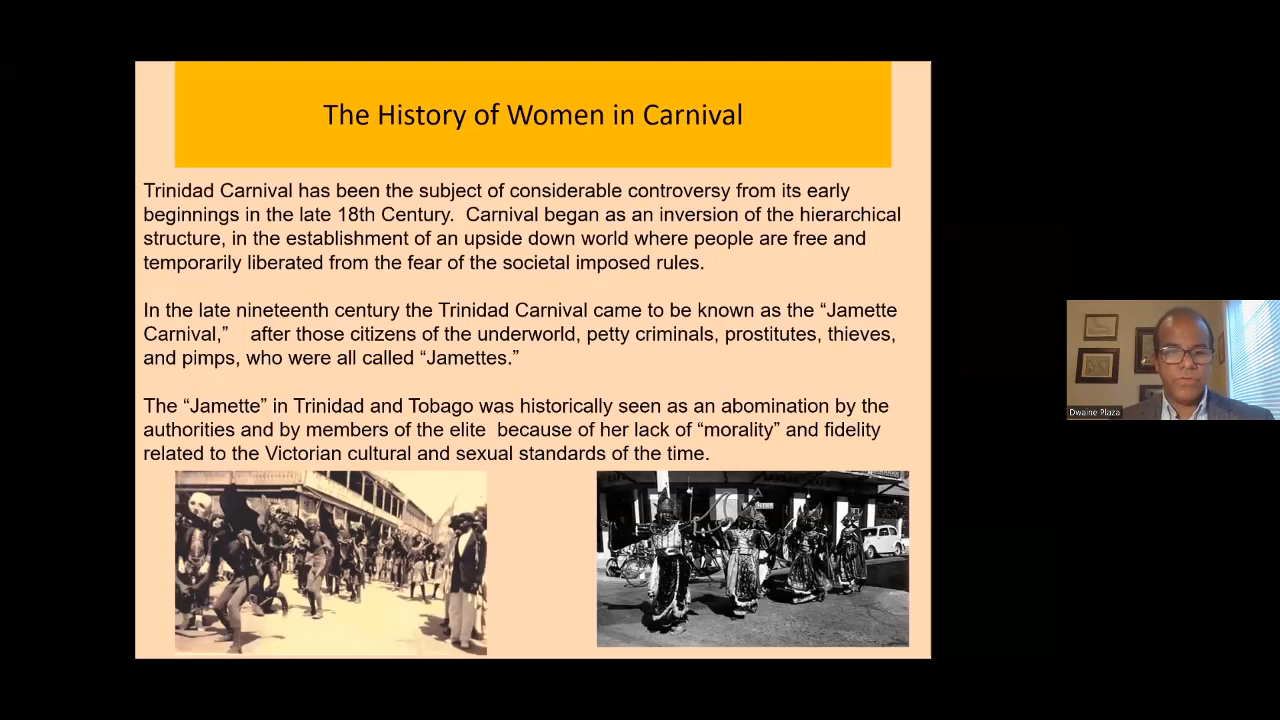 The History of Women in Carnival
Trinidad Carnival has been the subject of considerable controversy from its early
beginnings in the late 18th Century.  Carnival began as an inversion of the hierarchical
structure, in the establishment of an upside down world where people are free and
temporarily liberated from the fear of the societal imposed rules.
In the late nineteenth century the Trinidad Carnival came to be known as the “Jamette
Carnival,”   after those citizens of the underworld, petty criminals, prostitutes, thieves,
and pimps, who were all called “Jamettes.”
The “Jamette” in Trinidad and Tobago was historically seen as an abomination by the
authorities and by members of the elite  because of her lack of “morality” and fidelity
related to the Victorian cultural and sexual standards of the time.
Dwaine Plaza